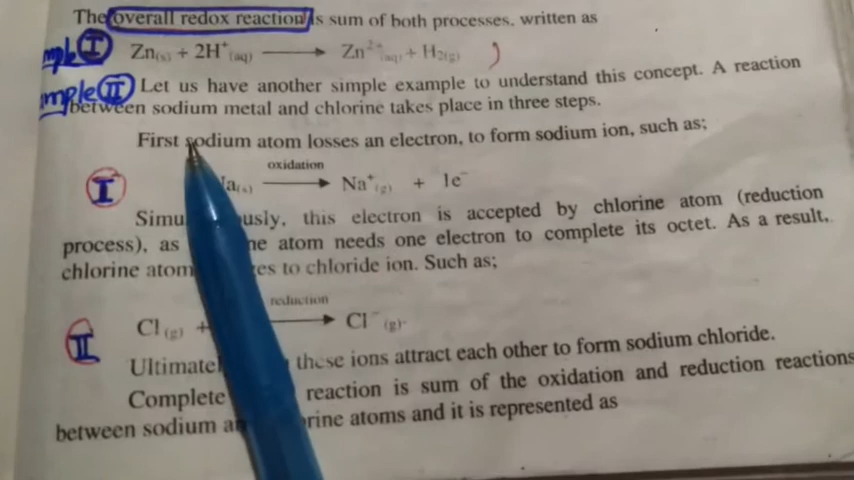 The overall redox reaction is sum of both processes, written as
mple I Zn(s) + 2H⁺(aq) ⟶ Zn²⁺(aq) + H₂(g)
mple II Let us have another simple example to understand this concept. A reaction
between sodium metal and chlorine takes place in three steps.
First sodium atom losses an electron, to form sodium ion, such as;
oxidation
I a(s) ⟶ Na⁺(g) + 1e⁻
Simu usly, this electron is accepted by chlorine atom (reduction
process), as ne atom needs one electron to complete its octet. As a result,
chlorine atom es to chloride ion. Such as;
reduction
II Cl(g) + ⟶ Cl⁻(g)
Ultimatel these ions attract each other to form sodium chloride.
Complete reaction is sum of the oxidation and reduction reactions
between sodium a rine atoms and it is represented as